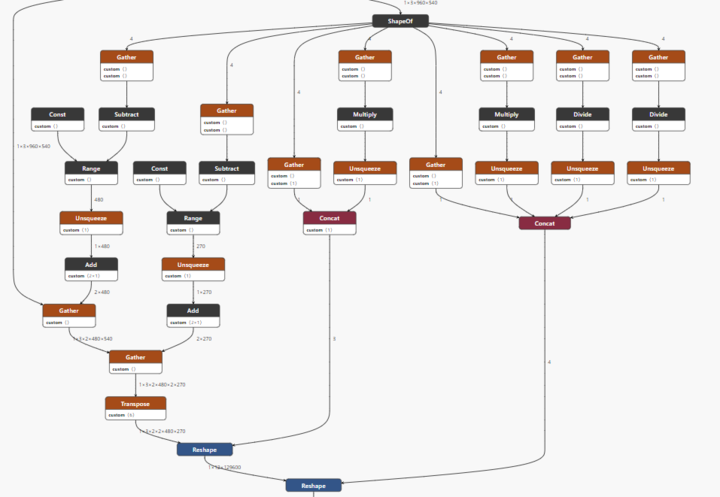 1×3×960×540
ShapeOf
4 4 4 4 4
Gather Gather Gather Gather Gather
custom {} custom {} custom {} custom {} custom {}
custom {} custom {} custom {} custom {} custom {}
4 4 4
Gather
custom {}
custom {}
Const Subtract Multiply Multiply Divide Divide
custom {} custom {} custom {} custom {} custom {} custom {}
1×3×960×540
Range Const Subtract Gather Unsqueeze Gather Unsqueeze Unsqueeze Unsqueeze
custom {} custom {} custom {} custom {} custom {1} custom {} custom {1} custom {1} custom {1}
custom {1} custom {1}
480 1 1 1 1 1
Unsqueeze Range Concat Concat
custom {1} custom {} custom {1}
1×480 270
Add Unsqueeze
custom {2×1} custom {1}
2×480 1×270
Gather Add
custom {} custom {2×1}
1×3×2×480×540 2×270 3
Gather
custom {}
4
1×3×2×480×2×270
Transpose
custom {6}
1×3×2×2×480×270
Reshape
1×12×129600
Reshape